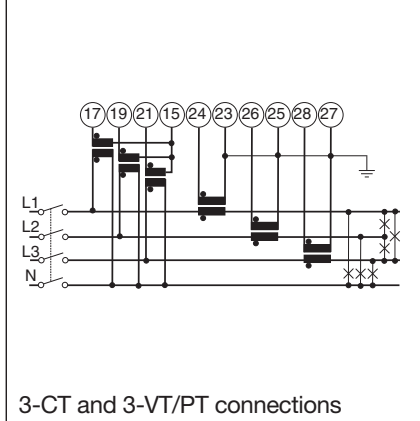 17 19 21 15 24 23 26 25 28 27
L1
L2
L3
N
3-CT and 3-VT/PT connections